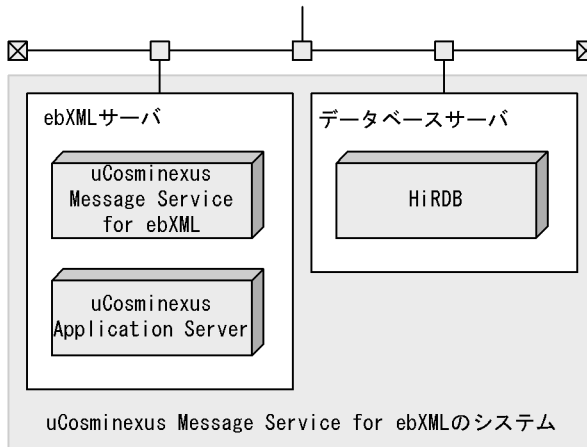 ebXMLサーバ
uCosminexus
Message Service
for ebXML
uCosminexus
Application Server
データベースサーバ
HiRDB
uCosminexus Message Service for ebXMLのシステム